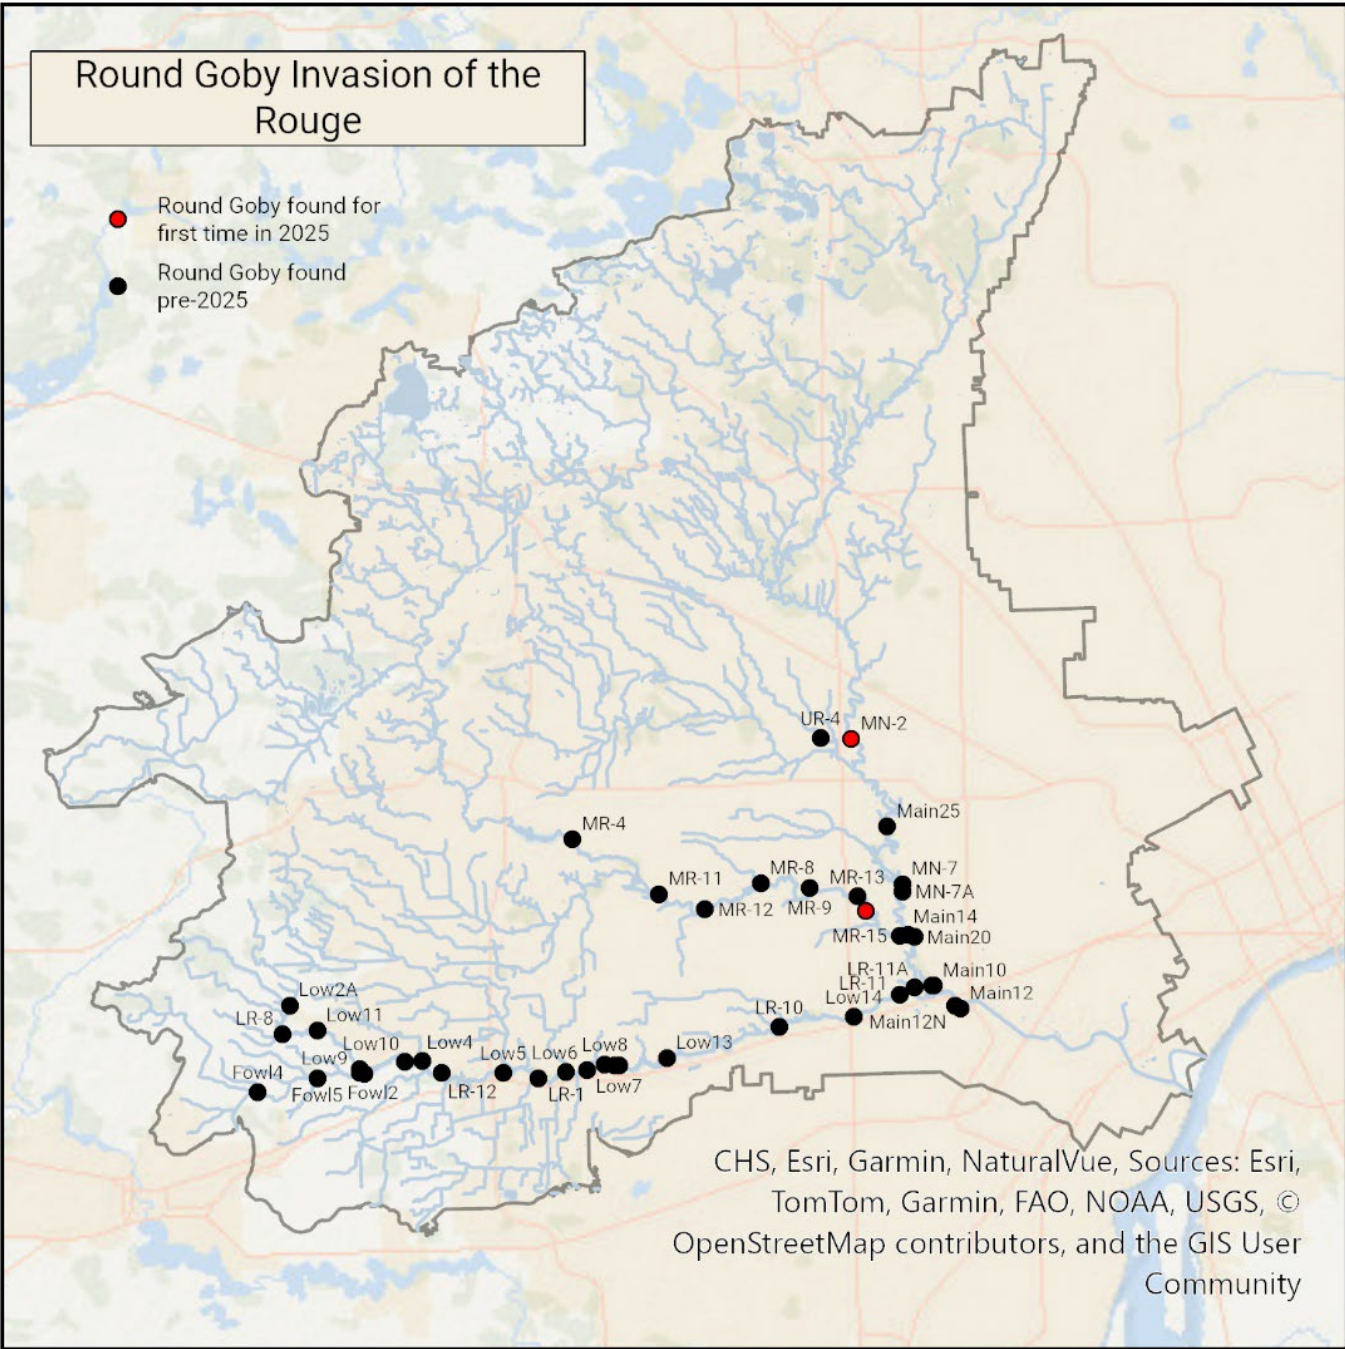 Round Goby Invasion of the
Rouge
Round Goby found for
first time in 2025
Round Goby found
pre-2025
UR-4
MN-2
Main25
MR-4
MR-11
MR-8
MR-13
MN-7
MN-7A
MR-12
MR-9
Main14
MR-15
Main20
LR-11A
Main10
LR-11
Low14
Main12
LR-10
Main12N
Low2A
LR-8
Low11
Low10
Low4
Low9
Low5
Low6
Low8
Low13
Fowl4
Fowl5
Fowl2
LR-12
LR-1
Low7
CHS, Esri, Garmin, NaturalVue, Sources: Esri,
TomTom, Garmin, FAO, NOAA, USGS, ©
OpenStreetMap contributors, and the GIS User
Community